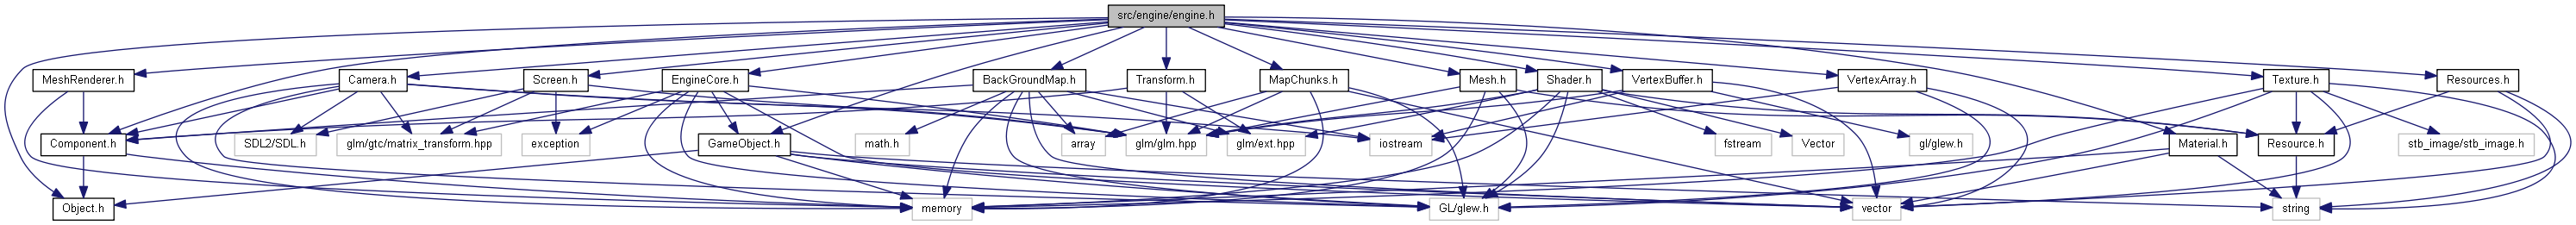 src/engine/engine.h
MeshRenderer.h
Camera.h
Screen.h
EngineCore.h
BackGroundMap.h
Transform.h
MapChunks.h
Mesh.h
Shader.h
VertexBuffer.h
VertexArray.h
Texture.h
Resources.h
Component.h
SDL2/SDL.h
glm/gtc/matrix_transform.hpp
exception
GameObject.h
math.h
array
glm/glm.hpp
glm/ext.hpp
iostream
fstream
Vector
gl/glew.h
Material.h
Resource.h
stb_image/stb_image.h
Object.h
memory
GL/glew.h
vector
string